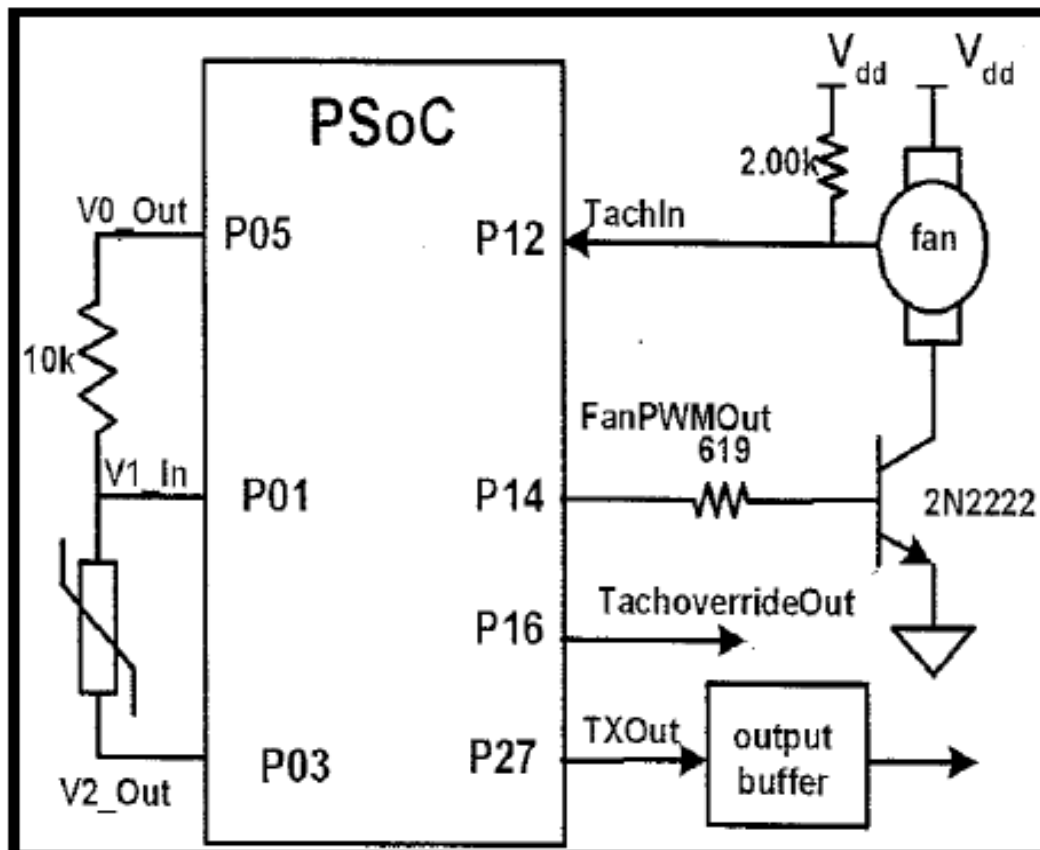 PSoC
V_dd
V_dd
2.00k
V0_Out
P05
P12
TachIn
fan
10k
FanPWMOut
619
V1_In
P01
P14
2N2222
TachoverrideOut
P16
TXOut
output
buffer
P27
P03
V2_Out